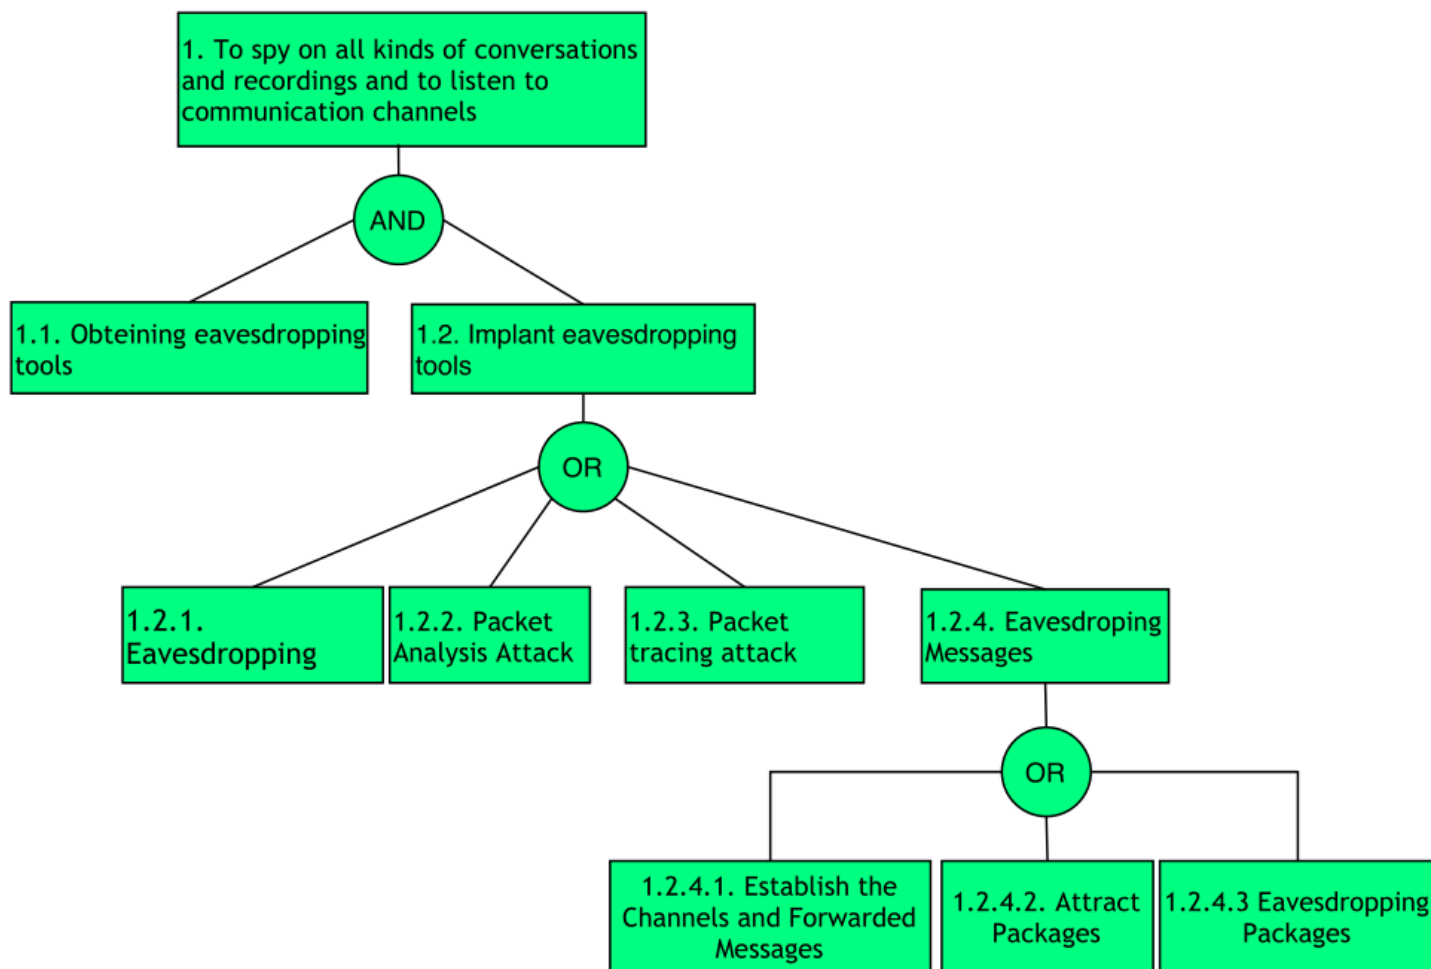 1. To spy on all kinds of conversations
and recordings and to listen to
communication channels
AND
1.1. Obteining eavesdropping
tools
1.2. Implant eavesdropping
tools
OR
1.2.1.
Eavesdropping
1.2.2. Packet
Analysis Attack
1.2.3. Packet
tracing attack
1.2.4. Eavesdroping
Messages
OR
1.2.4.1. Establish the
Channels and Forwarded
Messages
1.2.4.2. Attract
Packages
1.2.4.3 Eavesdropping
Packages